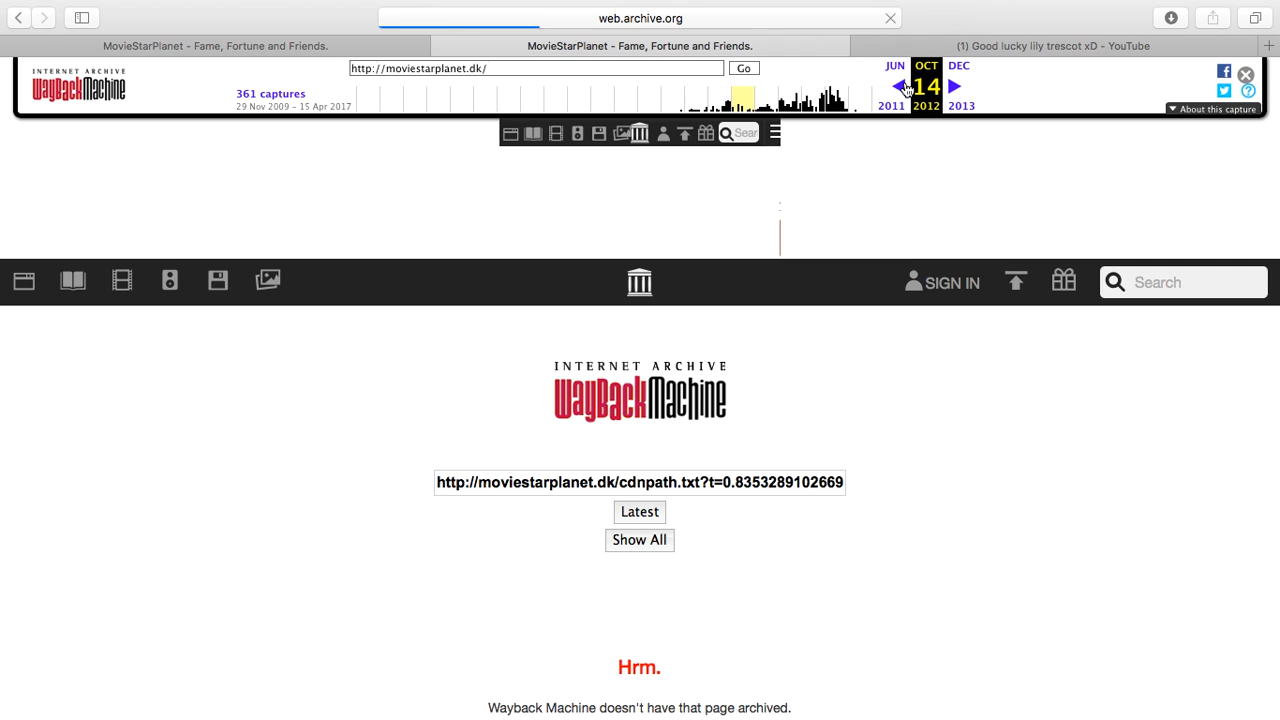 web.archive.org
MovieStarPlanet - Fame, Fortune and Friends.
MovieStarPlanet - Fame, Fortune and Friends.
(1) Good lucky lily trescot xD - YouTube
INTERNET ARCHIVE
WayBackMachine
http://moviestarplanet.dk/
Go
361 captures
29 Nov 2009 – 15 Apr 2017
JUN OCT DEC
14
2011 2012 2013
About this capture
Sear
SIGN IN
Search
INTERNET ARCHIVE
WayBackMachine
http://moviestarplanet.dk/cdnpath.txt?t=0.8353289102669
Latest
Show All
Hrm.
Wayback Machine doesn't have that page archived.